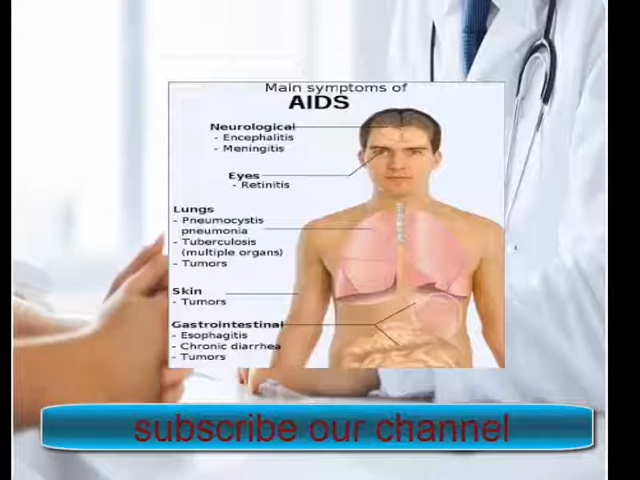 Main symptoms of
AIDS
Neurological
- Encephalitis
- Meningitis
Eyes
- Retinitis
Lungs
- Pneumocystis
pneumonia
- Tuberculosis
(multiple organs)
- Tumors
Skin
- Tumors
Gastrointestinal
- Esophagitis
- Chronic diarrhea
- Tumors
subscribe our channel